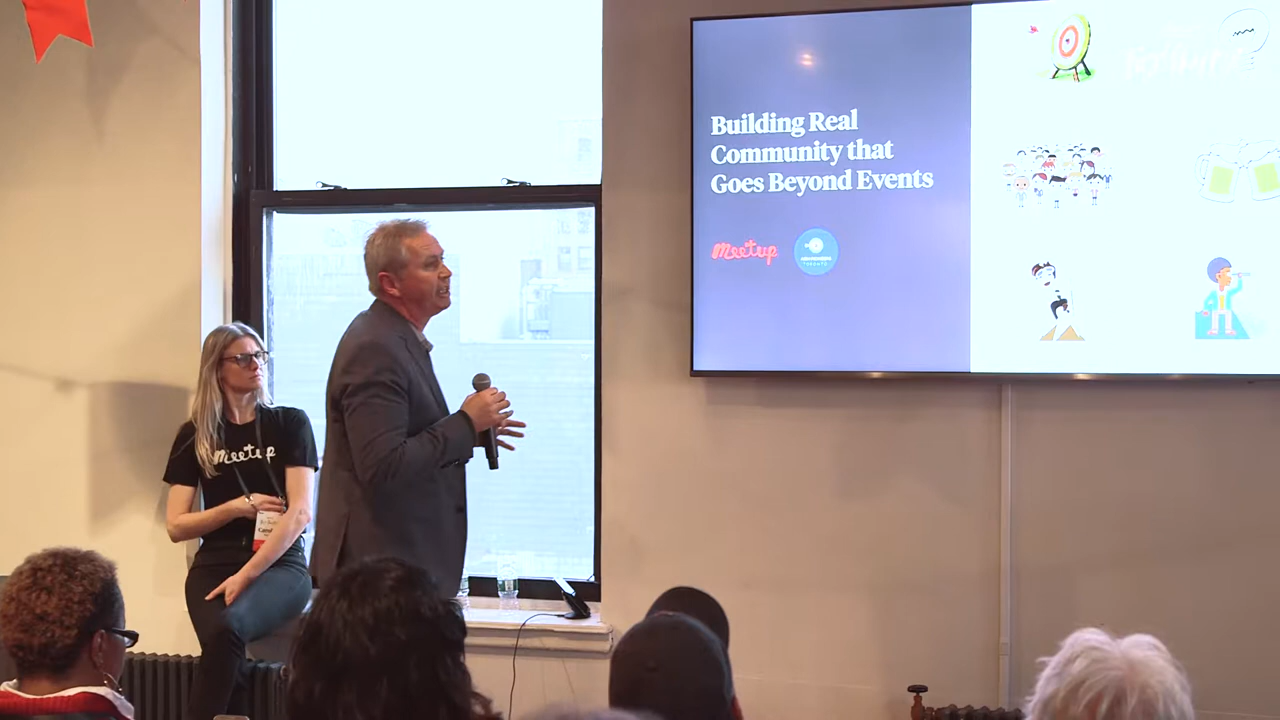 Building Real
Community that
Goes Beyond Events
Meetup
Meetup